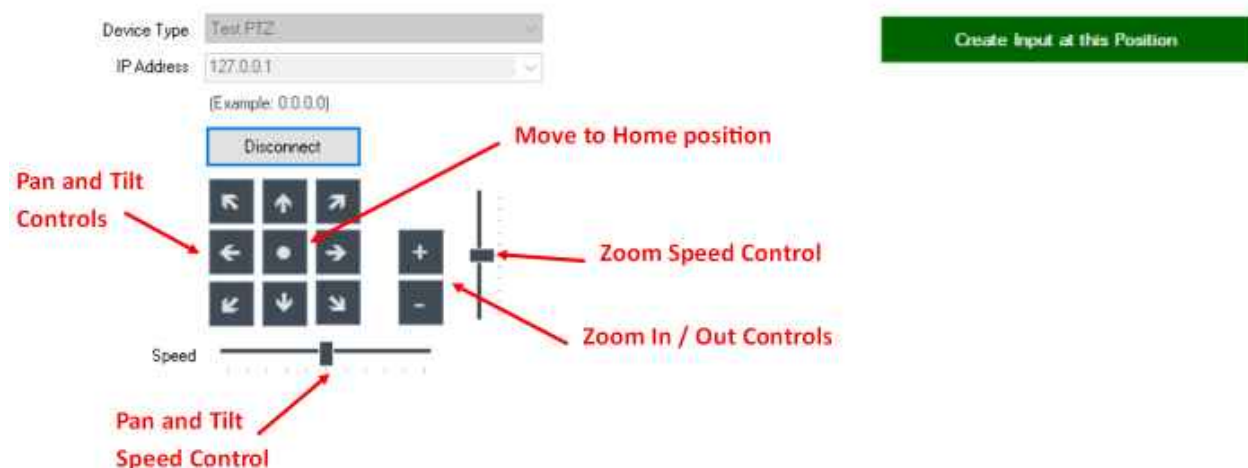 Device Type Test PTZ
Create Input at this Position
IP Address 127.0.0.1
(Example: 0.0.0.0)
Disconnect
Move to Home position
Pan and Tilt
Controls
+
Zoom Speed Control
-
Zoom In / Out Controls
Speed
Pan and Tilt
Speed Control